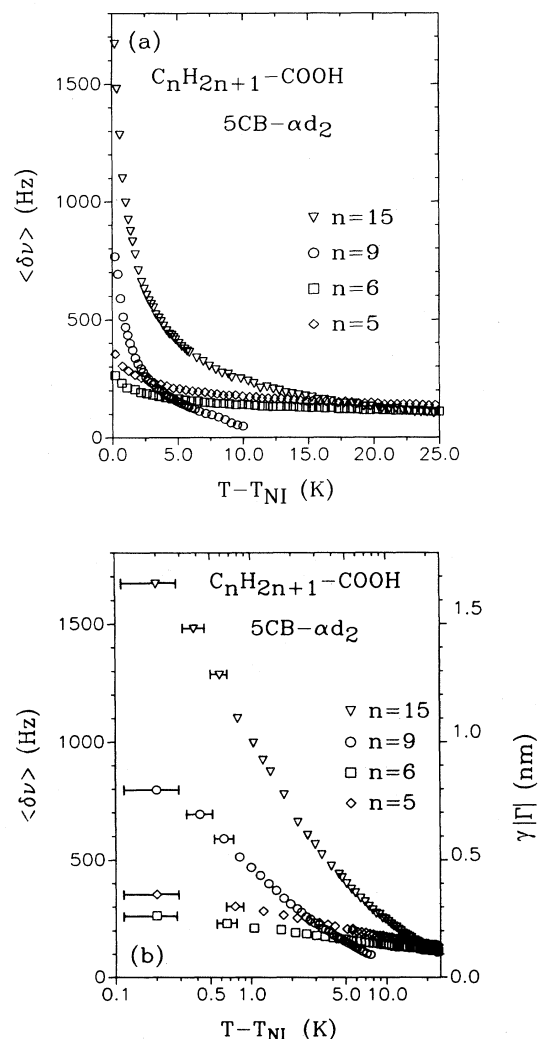 (a)
CₙH₂ₙ₊₁−COOH
5CB−αd₂
▽ n=15
○ n=9
□ n=6
◇ n=5
<δν> (Hz)
1500
1000
500
0
0.0 5.0 10.0 15.0 20.0 25.0
T−T_NI (K)
CₙH₂ₙ₊₁−COOH
5CB−αd₂
▽ n=15
○ n=9
□ n=6
◇ n=5
(b)
<δν> (Hz)
1500
1000
500
0
γ|Γ| (nm)
1.5
1.0
0.5
0.0
0.1 0.5 1.0 5.0 10.0
T−T_NI (K)